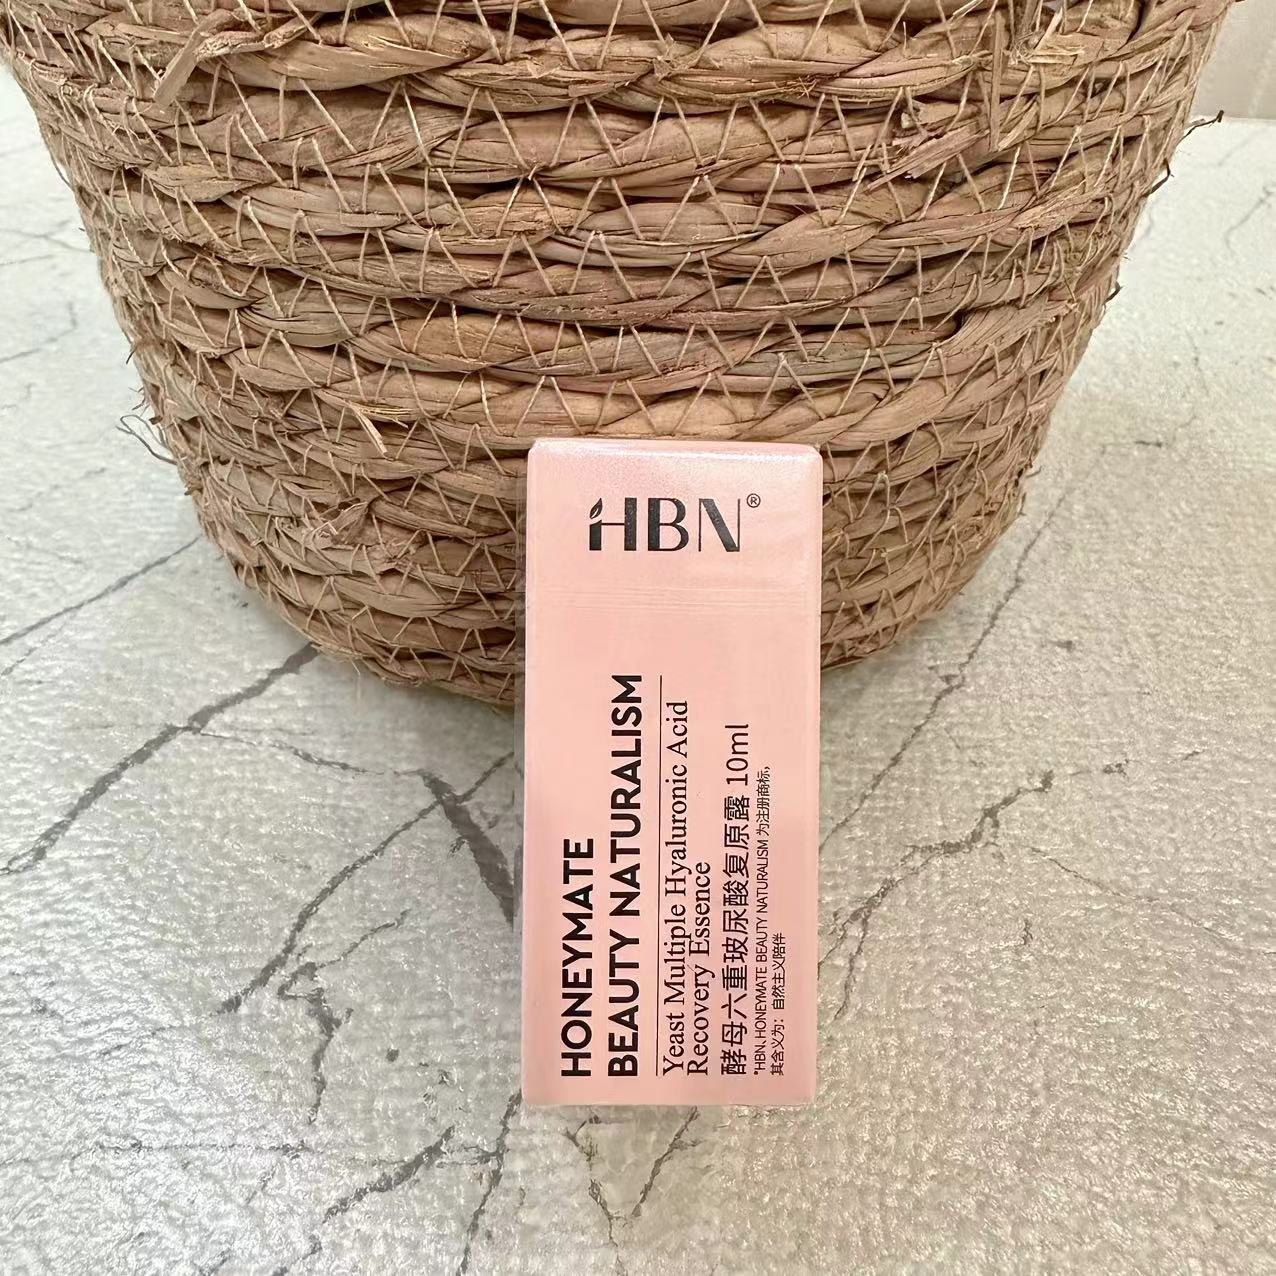 HBN®
HONEYMATE
BEAUTY NATURALISM
Yeast Multiple Hyaluronic Acid
Recovery Essence
酵母六重玻尿酸复原露 10ml
*HBN、HONEYMATE BEAUTY NATURALISM 为注册商标，
其含义为：自然主义陪伴